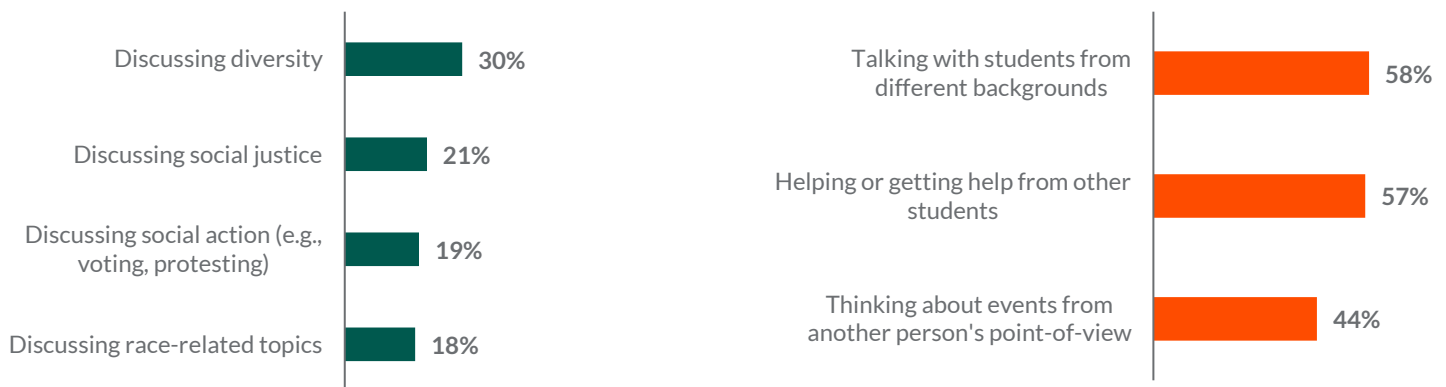 Discussing diversity
30%
Discussing social justice
21%
Discussing social action (e.g.,
voting, protesting)
19%
Discussing race-related topics
18%
Talking with students from
different backgrounds
58%
Helping or getting help from other
students
57%
Thinking about events from
another person's point-of-view
44%